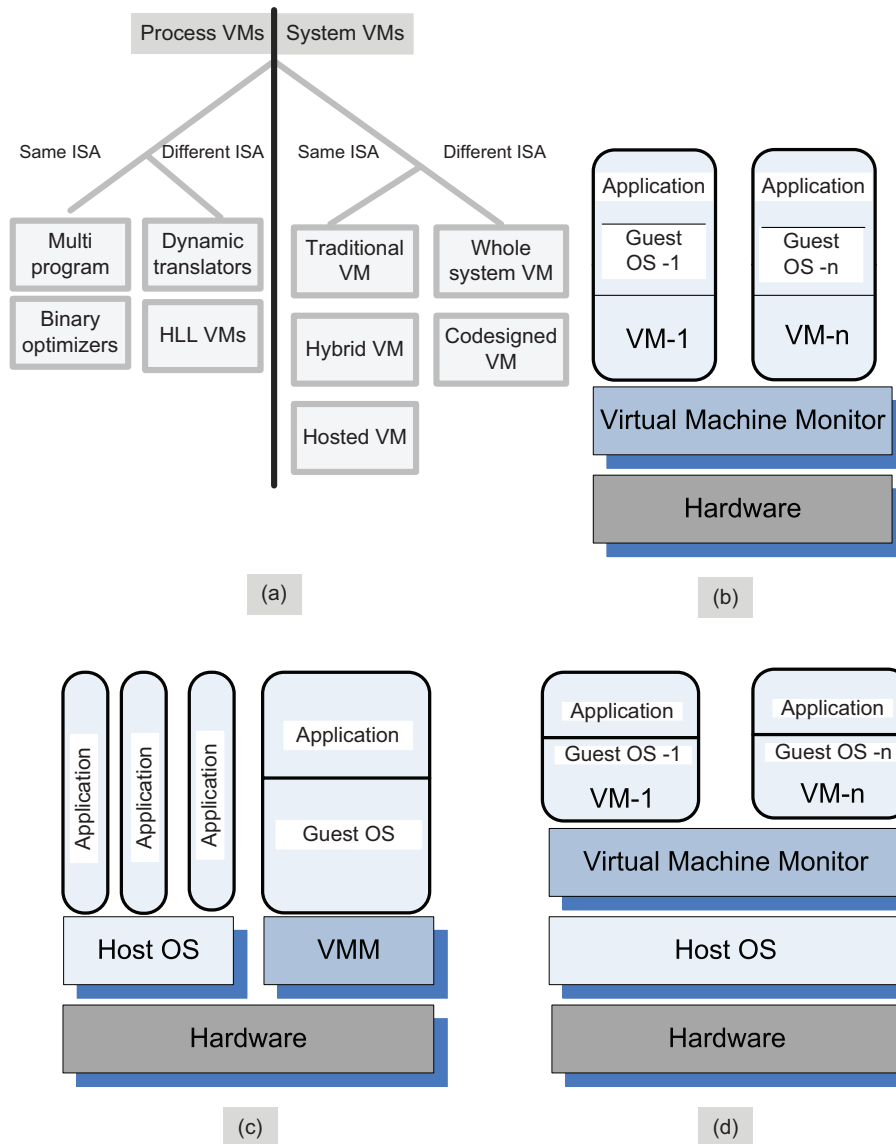 Process VMs System VMs
Same ISA Different ISA Same ISA Different ISA
Multi
program
Dynamic
translators
Traditional
VM
Whole
system VM
Binary
optimizers
HLL VMs
Hybrid VM
Codesigned
VM
Hosted VM
(a)
Application
Guest
OS -1
VM-1
Application
Guest
OS -n
VM-n
Virtual Machine Monitor
Hardware
(b)
Application
Application
Application
Application
Guest OS
Host OS
VMM
Hardware
(c)
Application
Guest OS -1
VM-1
Application
Guest OS -n
VM-n
Virtual Machine Monitor
Host OS
Hardware
(d)